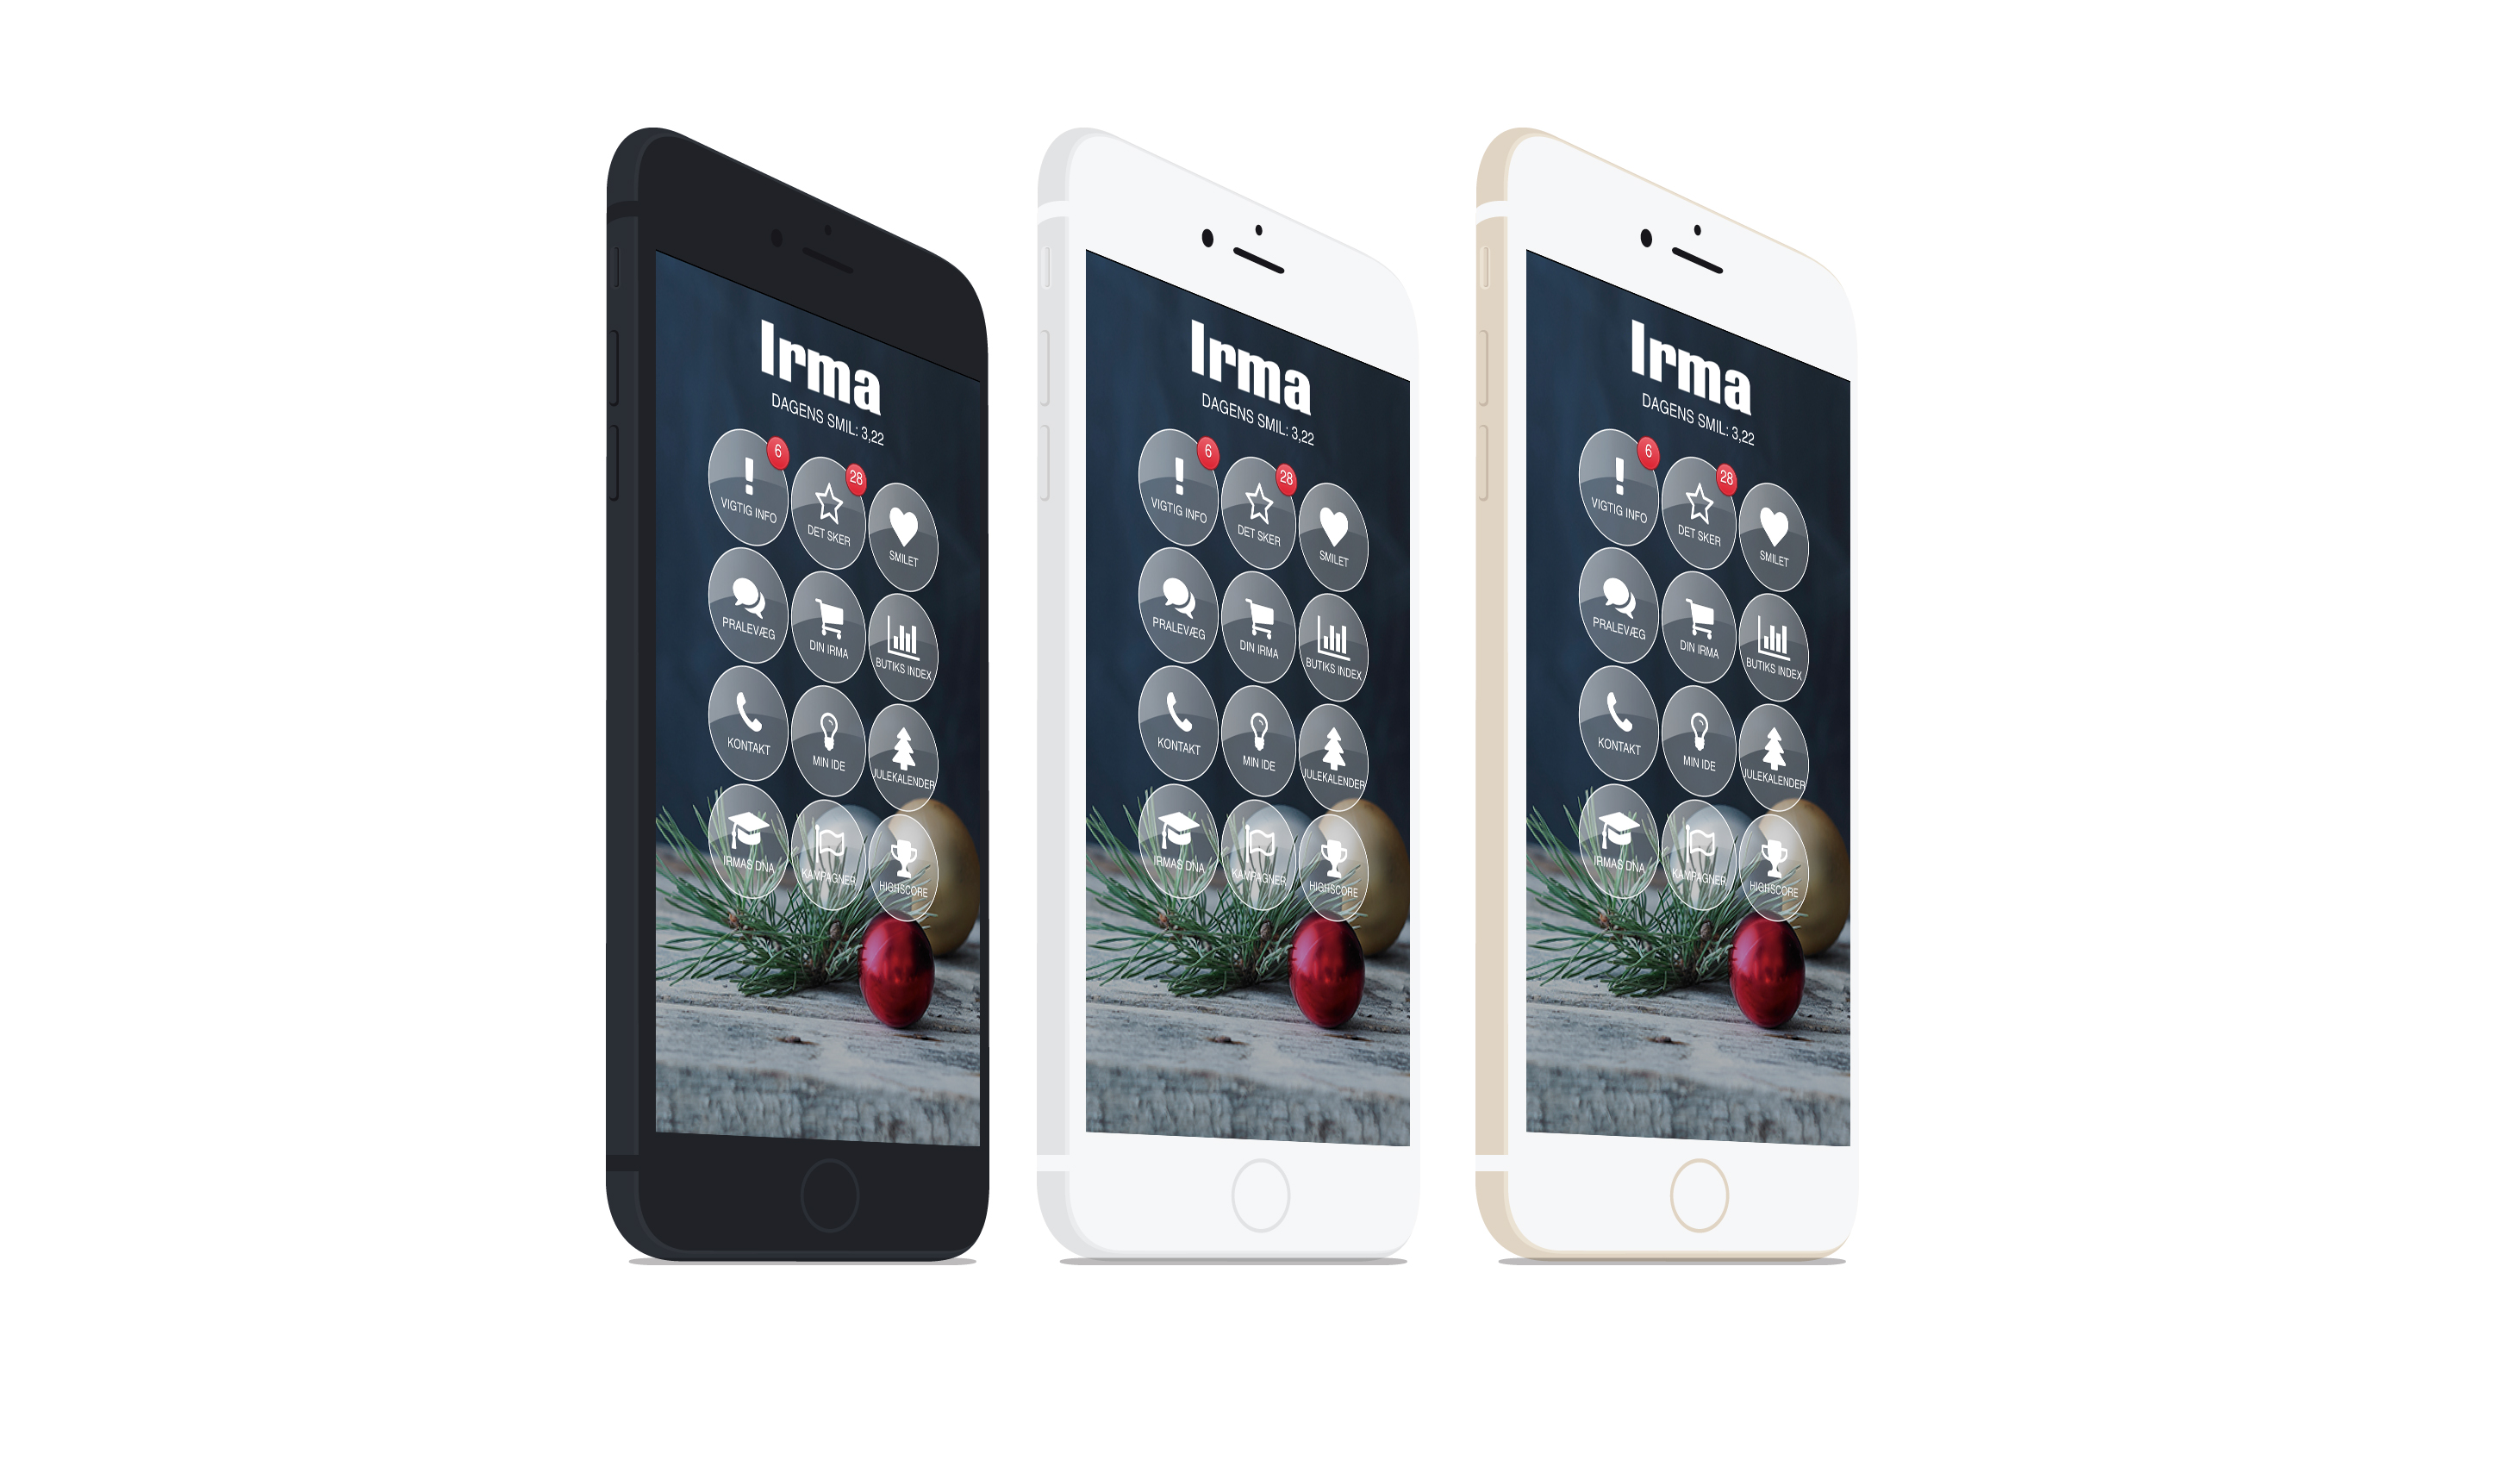 Irma
DAGENS SMIL: 3,22
6
28
VIGTIG INFO
DET SKER
SMILET
PRALEVÆG
DIN IRMA
BUTIKS INDEX
KONTAKT
MIN IDE
JULEKALENDER
IRMAS DNA
KAMPAGNER
HIGHSCORE
Irma
DAGENS SMIL: 3,22
6
28
VIGTIG INFO
DET SKER
SMILET
PRALEVÆG
DIN IRMA
BUTIKS INDEX
KONTAKT
MIN IDE
JULEKALENDER
IRMAS DNA
KAMPAGNER
HIGHSCORE
Irma
DAGENS SMIL: 3,22
6
28
VIGTIG INFO
DET SKER
SMILET
PRALEVÆG
DIN IRMA
BUTIKS INDEX
KONTAKT
MIN IDE
JULEKALENDER
IRMAS DNA
KAMPAGNER
HIGHSCORE